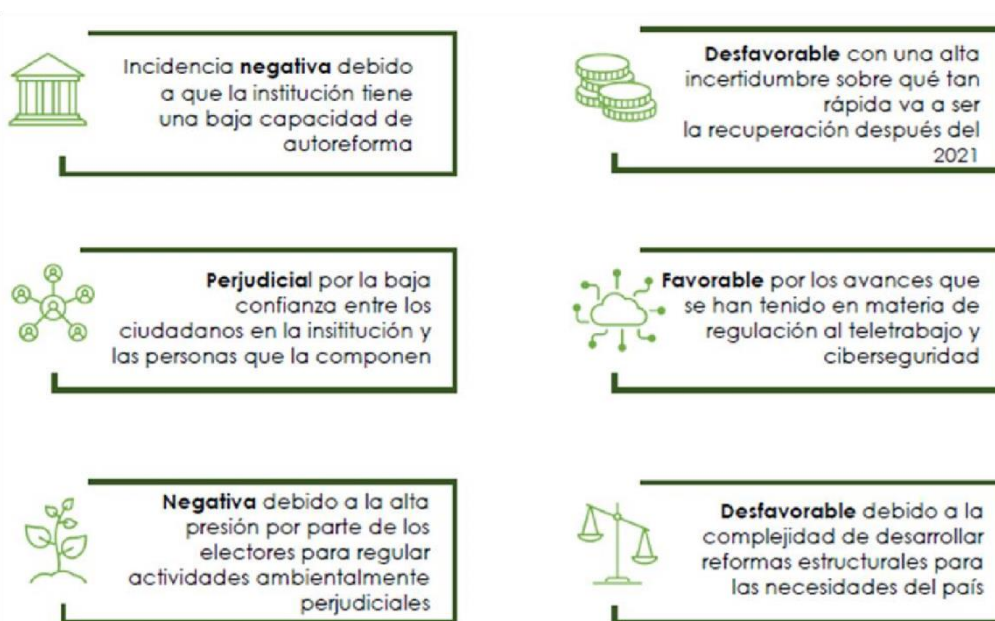 Incidencia negativa debido
a que la institución tiene
una baja capacidad de
autoreforma
Desfavorable con una alta
incertidumbre sobre qué tan
rápida va a ser
la recuperación después del
2021
Perjudicial por la baja
confianza entre los
ciudadanos en la insititución y
las personas que la componen
Favorable por los avances que
se han tenido en materia de
regulación al teletrabajo y
ciberseguridad
Negativa debido a la alta
presión por parte de los
electores para regular
actividades ambientalmente
perjudiciales
Desfavorable debido a la
complejidad de desarrollar
reformas estructurales para
las necesidades del país